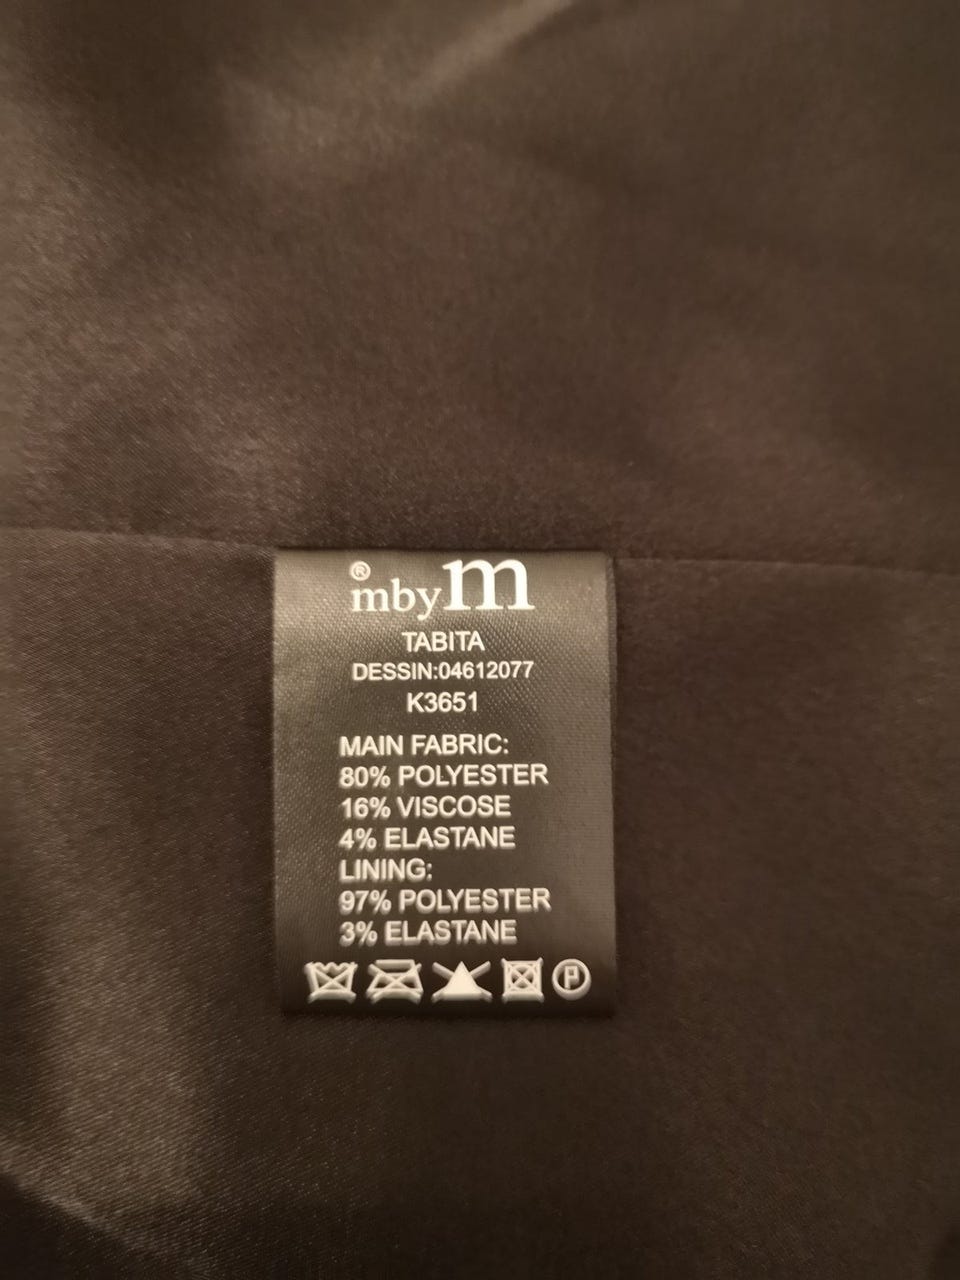 ®
mbym
TABITA
DESSIN:04612077
K3651
MAIN FABRIC:
80% POLYESTER
16% VISCOSE
4% ELASTANE
LINING:
97% POLYESTER
3% ELASTANE
P